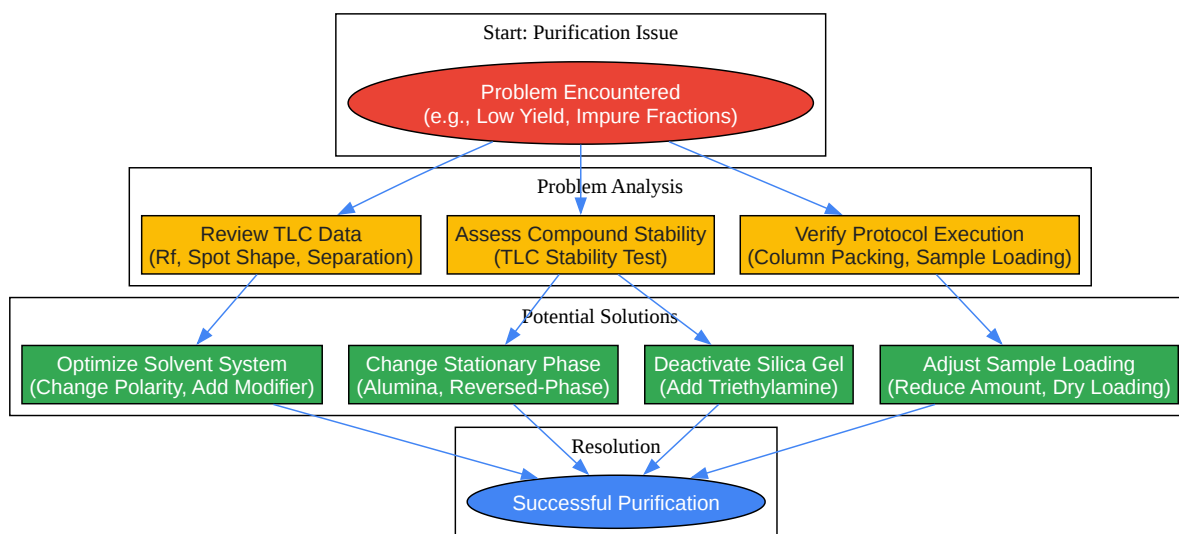 Start: Purification Issue
Problem Encountered
(e.g., Low Yield, Impure Fractions)
Problem Analysis
Review TLC Data
(Rf, Spot Shape, Separation)
Assess Compound Stability
(TLC Stability Test)
Verify Protocol Execution
(Column Packing, Sample Loading)
Potential Solutions
Optimize Solvent System
(Change Polarity, Add Modifier)
Change Stationary Phase
(Alumina, Reversed-Phase)
Deactivate Silica Gel
(Add Triethylamine)
Adjust Sample Loading
(Reduce Amount, Dry Loading)
Resolution
Successful Purification